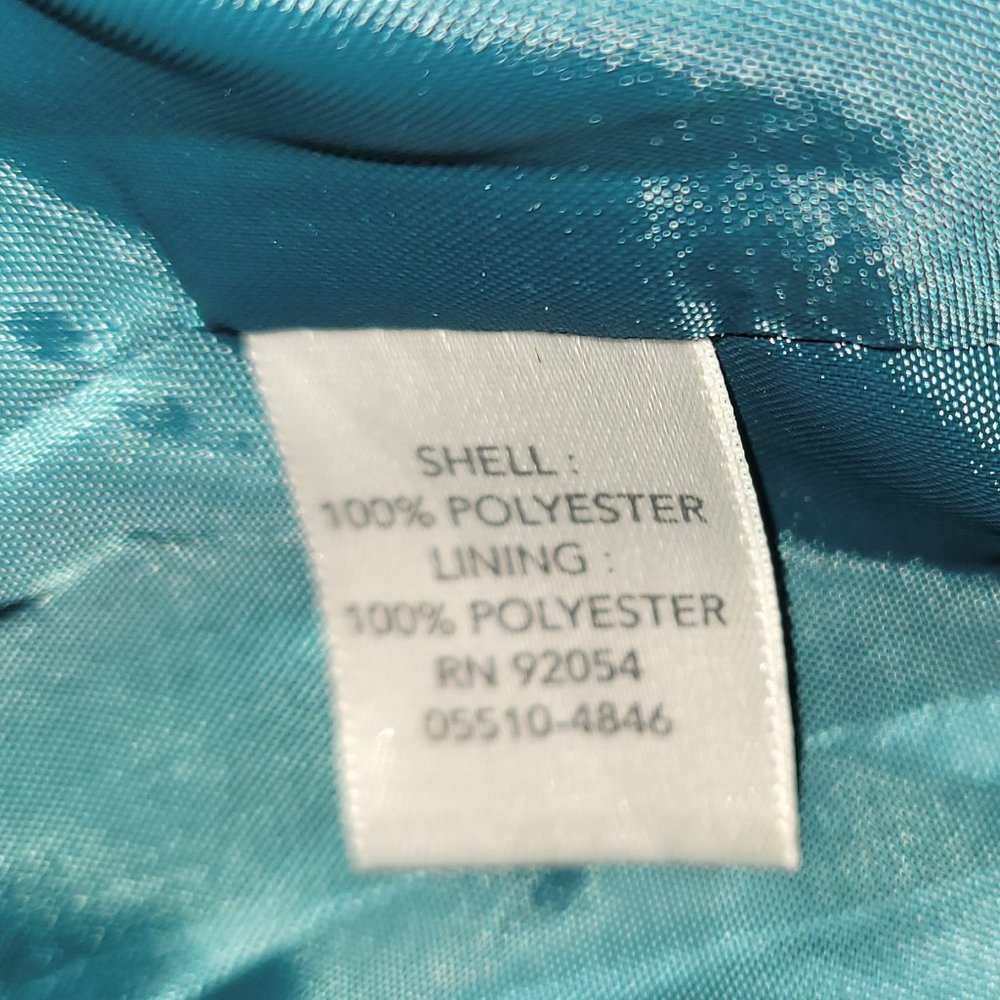 SHELL :
100% POLYESTER
LINING :
100% POLYESTER
RN 92054
05510-4846